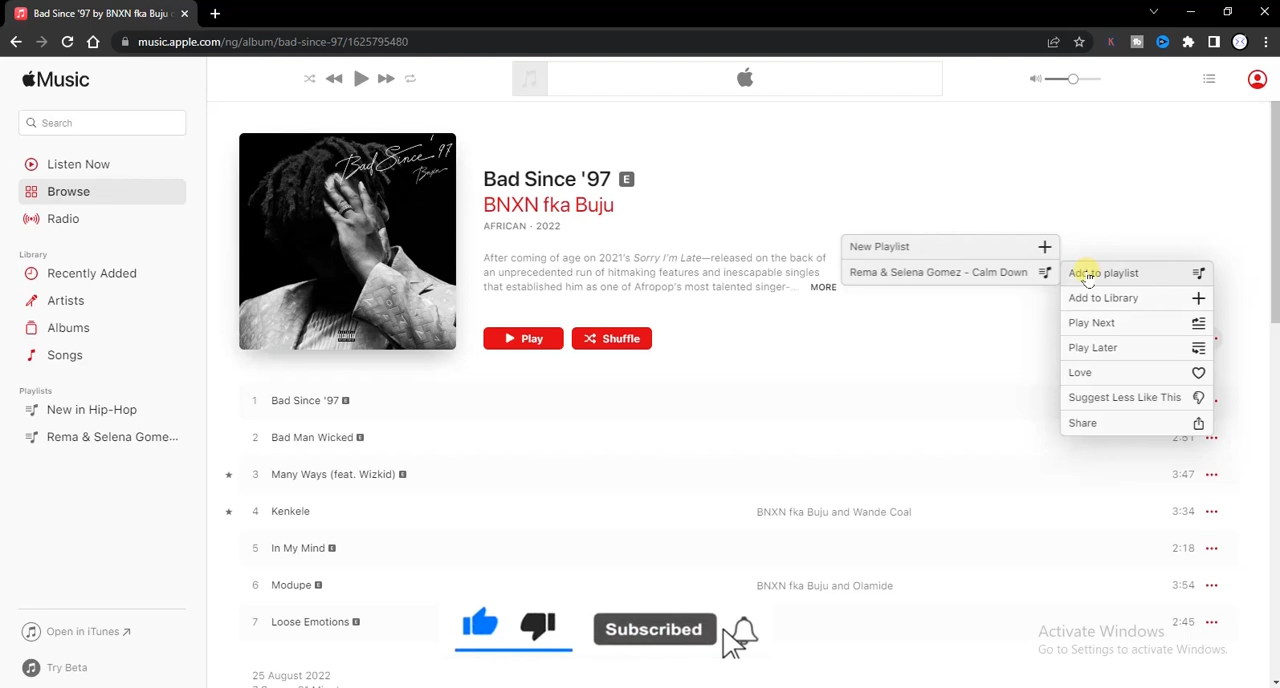 Bad Since '97 by BNXN fka Buju
music.apple.com/ng/album/bad-since-97/1625795480
Music
Search
Listen Now
Browse
Radio
Library
Recently Added
Artists
Albums
Songs
Playlists
New in Hip-Hop
Rema & Selena Gome...
Open in iTunes
Try Beta
Bad Since '97
Bnxn
Bad Since '97 E
BNXN fka Buju
AFRICAN · 2022
After coming of age on 2021's Sorry I'm Late—released on the back of
an unprecedented run of hitmaking features and inescapable singles
that established him as one of Afropop's most talented singer-... MORE
Play
Shuffle
New Playlist
Rema & Selena Gomez - Calm Down
Add to playlist
Add to Library
Play Next
Play Later
Love
Suggest Less Like This
Share
1 Bad Since '97 E
2 Bad Man Wicked E 2:51
3 Many Ways (feat. Wizkid) E 3:47
4 Kenkele BNXN fka Buju and Wande Coal 3:34
5 In My Mind E 2:18
6 Modupe E BNXN fka Buju and Olamide 3:54
7 Loose Emotions E 2:45
Subscribed
Activate Windows
Go to Settings to activate Windows.
25 August 2022